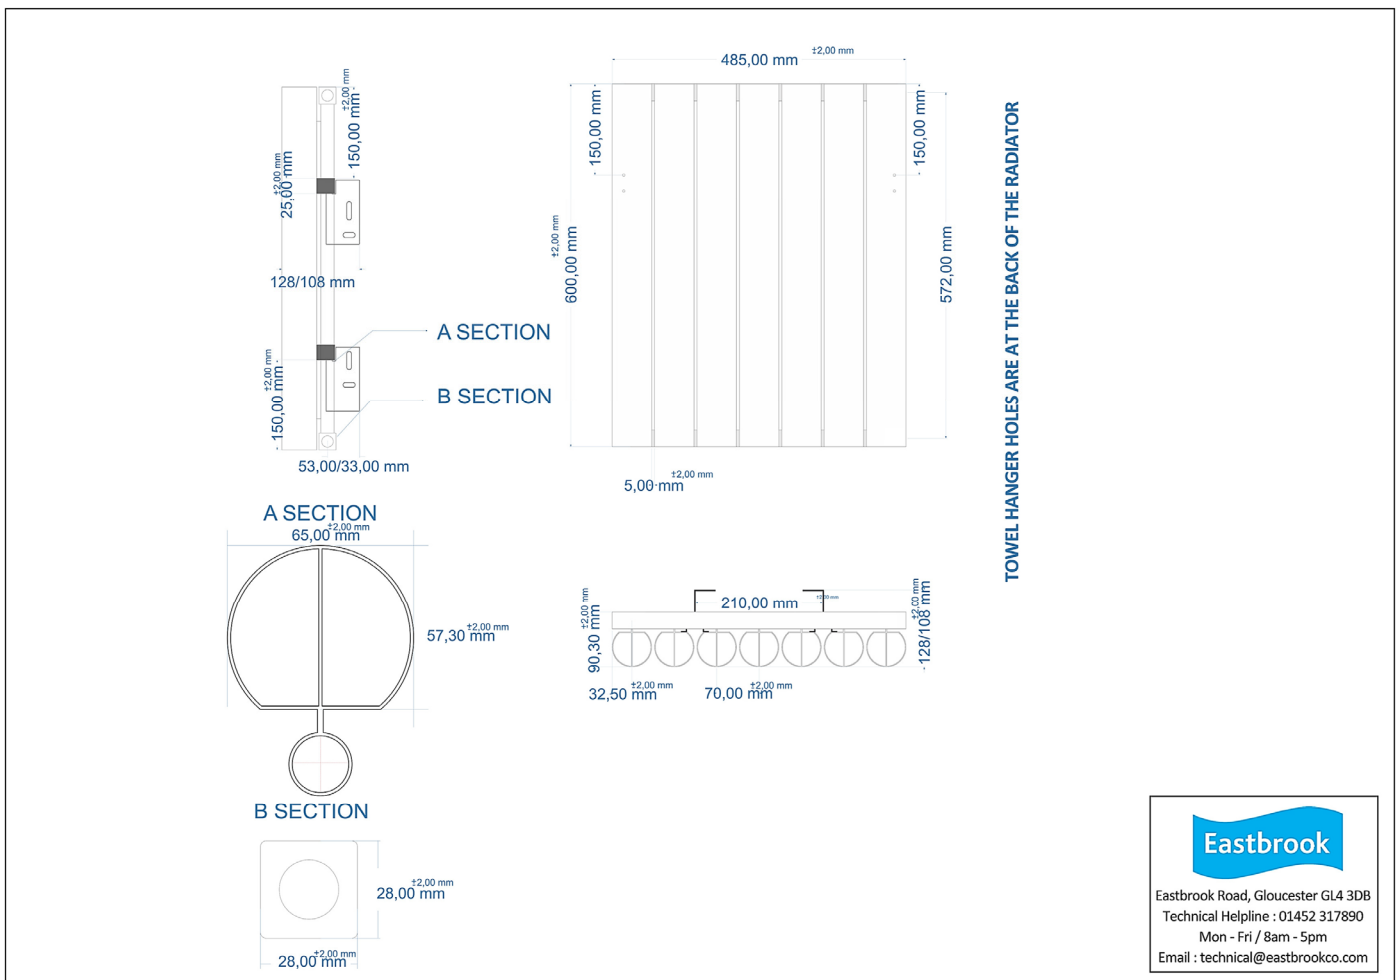 485,00 mm ±2,00 mm
±2,00 mm
150,00 mm
±2,00 mm
25,00 mm
128/108 mm
A SECTION
B SECTION
±2,00 mm
150,00 mm
53,00/33,00 mm
150,00 mm
150,00 mm
±2,00 mm
600,00 mm
572,00 mm
5,00 mm ±2,00 mm
TOWEL HANGER HOLES ARE AT THE BACK OF THE RADIATOR
A SECTION
65,00 mm ±2,00 mm
57,30 mm ±2,00 mm
B SECTION
28,00 mm ±2,00 mm
28,00 mm ±2,00 mm
210,00 mm ±2,00 mm
±2,00 mm
90,30 mm
±2,00 mm
128/108 mm
32,50 mm ±2,00 mm
70,00 mm ±2,00 mm
Eastbrook
Eastbrook Road, Gloucester GL4 3DB
Technical Helpline : 01452 317890
Mon - Fri / 8am - 5pm
Email : technical@eastbrookco.com